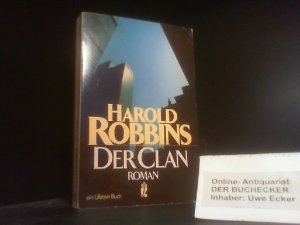 HAROLD
ROBBINS
DER CLAN
ROMAN
ein Ullstein Buch
Online- Antiquariat
DER BUCHECKER
Inhaber: Uwe Ecker